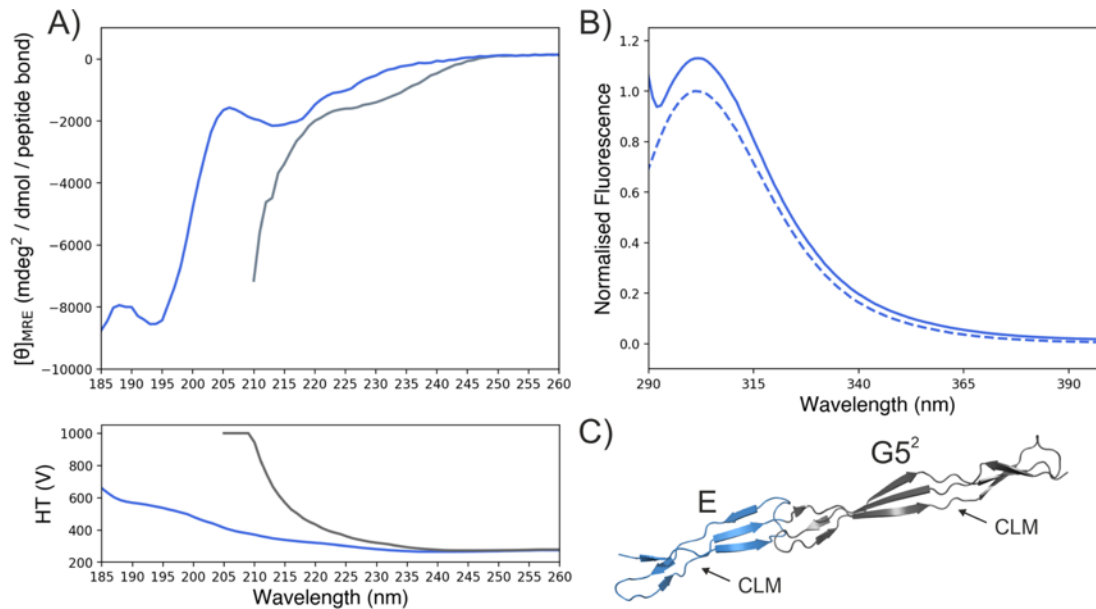 A)
[θ]MRE (mdeg² / dmol / peptide bond)
0
−2000
−4000
−6000
−8000
−10000
185 190 195 200 205 210 215 220 225 230 235 240 245 250 255 260
HT (V)
1000
800
600
400
200
185 190 195 200 205 210 215 220 225 230 235 240 245 250 255 260
Wavelength (nm)
B)
Normalised Fluorescence
1.2
1.0
0.8
0.6
0.4
0.2
0.0
290 315 340 365 390
Wavelength (nm)
C)
G5²
E
CLM
CLM